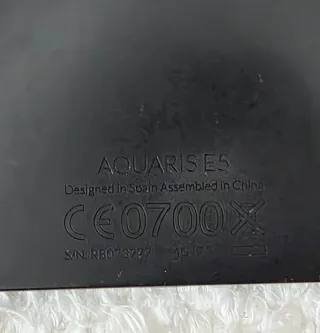 AQUARIS E5
Designed in Spain Assembled in China
CE0700
S/N: